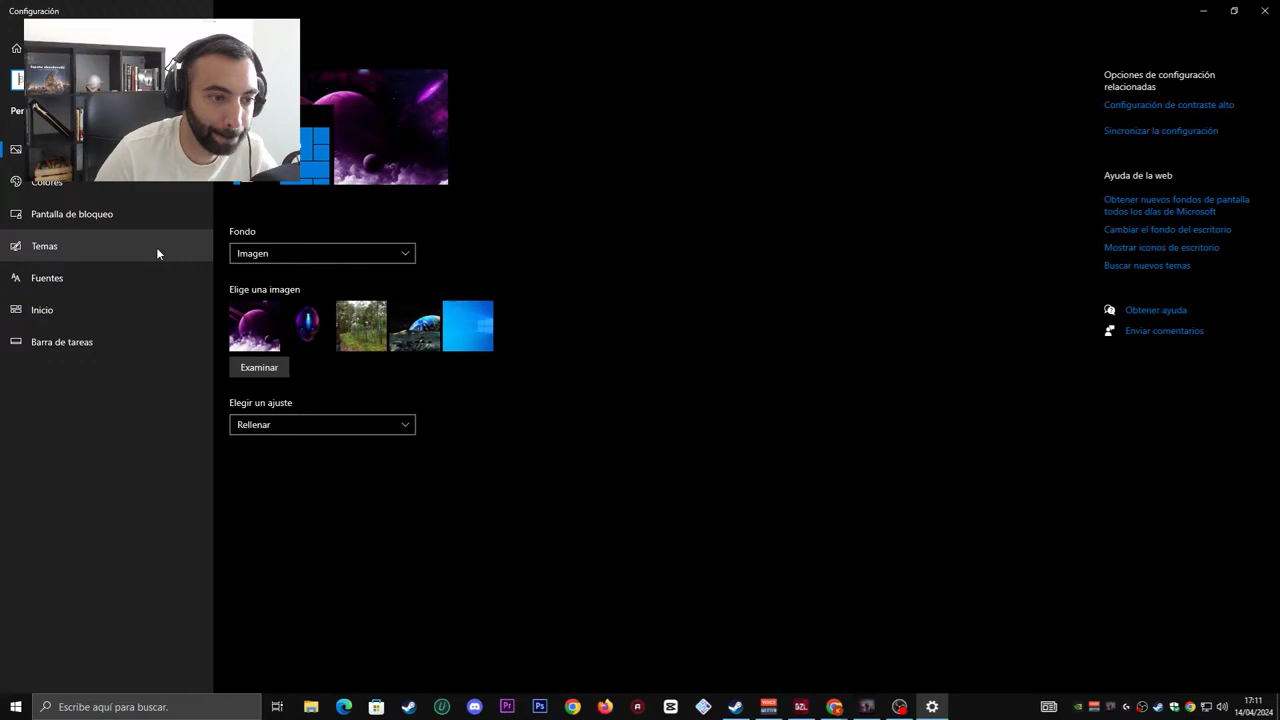 Configuración
Per
Colores
Pantalla de bloqueo
Temas
Fuentes
Inicio
Barra de tareas
Fondo
Imagen
Elige una imagen
Examinar
Elegir un ajuste
Rellenar
Opciones de configuración
relacionadas
Configuración de contraste alto
Sincronizar la configuración
Ayuda de la web
Obtener nuevos fondos de pantalla
todos los días de Microsoft
Cambiar el fondo del escritorio
Mostrar iconos de escritorio
Buscar nuevos temas
Obtener ayuda
Enviar comentarios
Escribe aquí para buscar.
Pr
Ps
17:11
14/04/2024